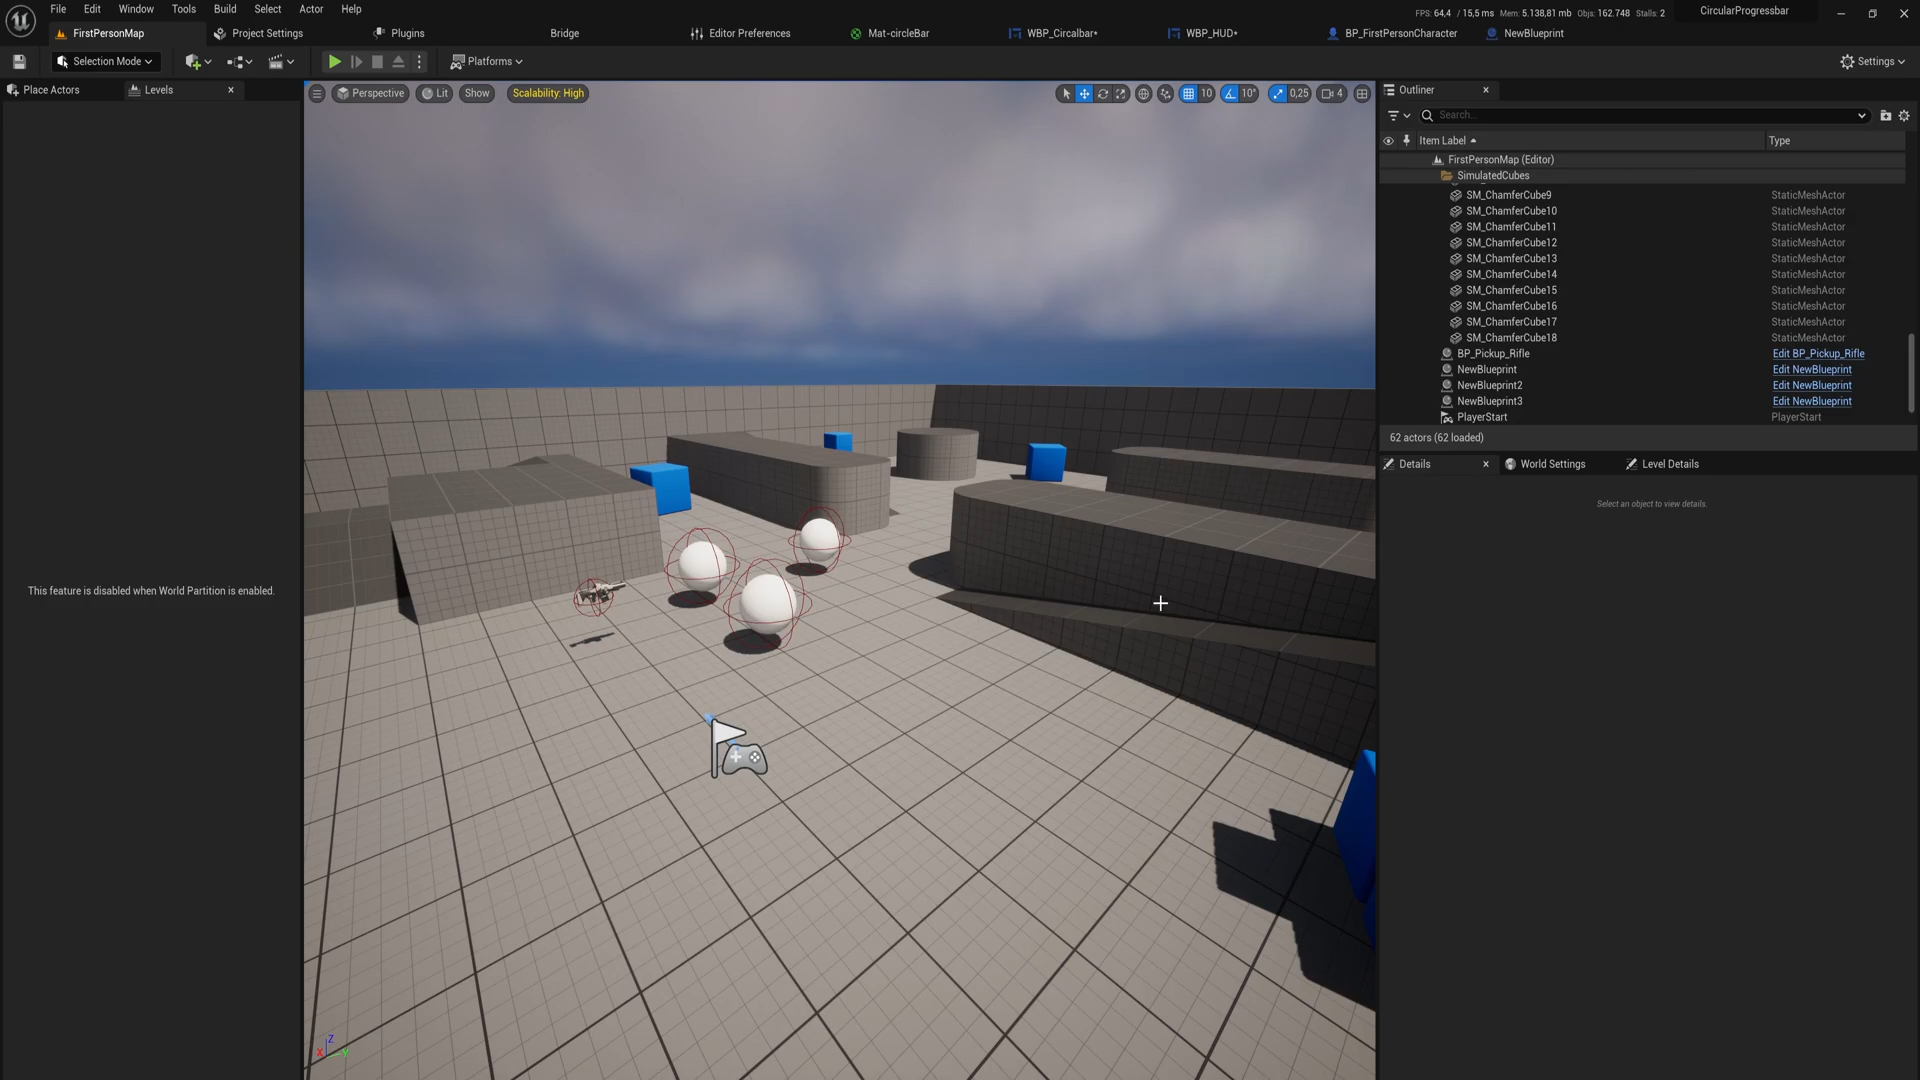 File Edit Window Tools Build Select Actor Help
FPS: 64,4 / 15,5 ms Mem: 5.138,81 mb Objs: 162.748 Stalls: 2
CircularProgressbar
FirstPersonMap
Project Settings
Plugins
Bridge
Editor Preferences
Mat-circleBar
WBP_Circalbar*
WBP_HUD*
BP_FirstPersonCharacter
NewBlueprint
Selection Mode
Platforms
Settings
Place Actors
Levels
Perspective
Lit
Show
Scalability: High
10
10°
0,25
4
Outliner
Search...
Item Label
Type
FirstPersonMap (Editor)
SimulatedCubes
SM_ChamferCube9 StaticMeshActor
SM_ChamferCube10 StaticMeshActor
SM_ChamferCube11 StaticMeshActor
SM_ChamferCube12 StaticMeshActor
SM_ChamferCube13 StaticMeshActor
SM_ChamferCube14 StaticMeshActor
SM_ChamferCube15 StaticMeshActor
SM_ChamferCube16 StaticMeshActor
SM_ChamferCube17 StaticMeshActor
SM_ChamferCube18 StaticMeshActor
BP_Pickup_Rifle Edit BP_Pickup_Rifle
NewBlueprint Edit NewBlueprint
NewBlueprint2 Edit NewBlueprint
NewBlueprint3 Edit NewBlueprint
PlayerStart PlayerStart
62 actors (62 loaded)
Details
World Settings
Level Details
Select an object to view details.
This feature is disabled when World Partition is enabled.
Z
X
Y